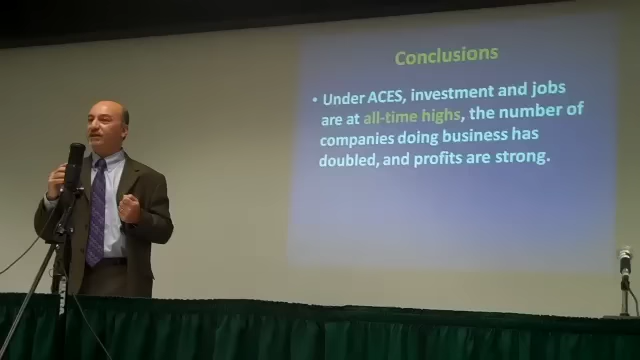 Conclusions
• Under ACES, investment and jobs
are at all-time highs, the number of
companies doing business has
doubled, and profits are strong.